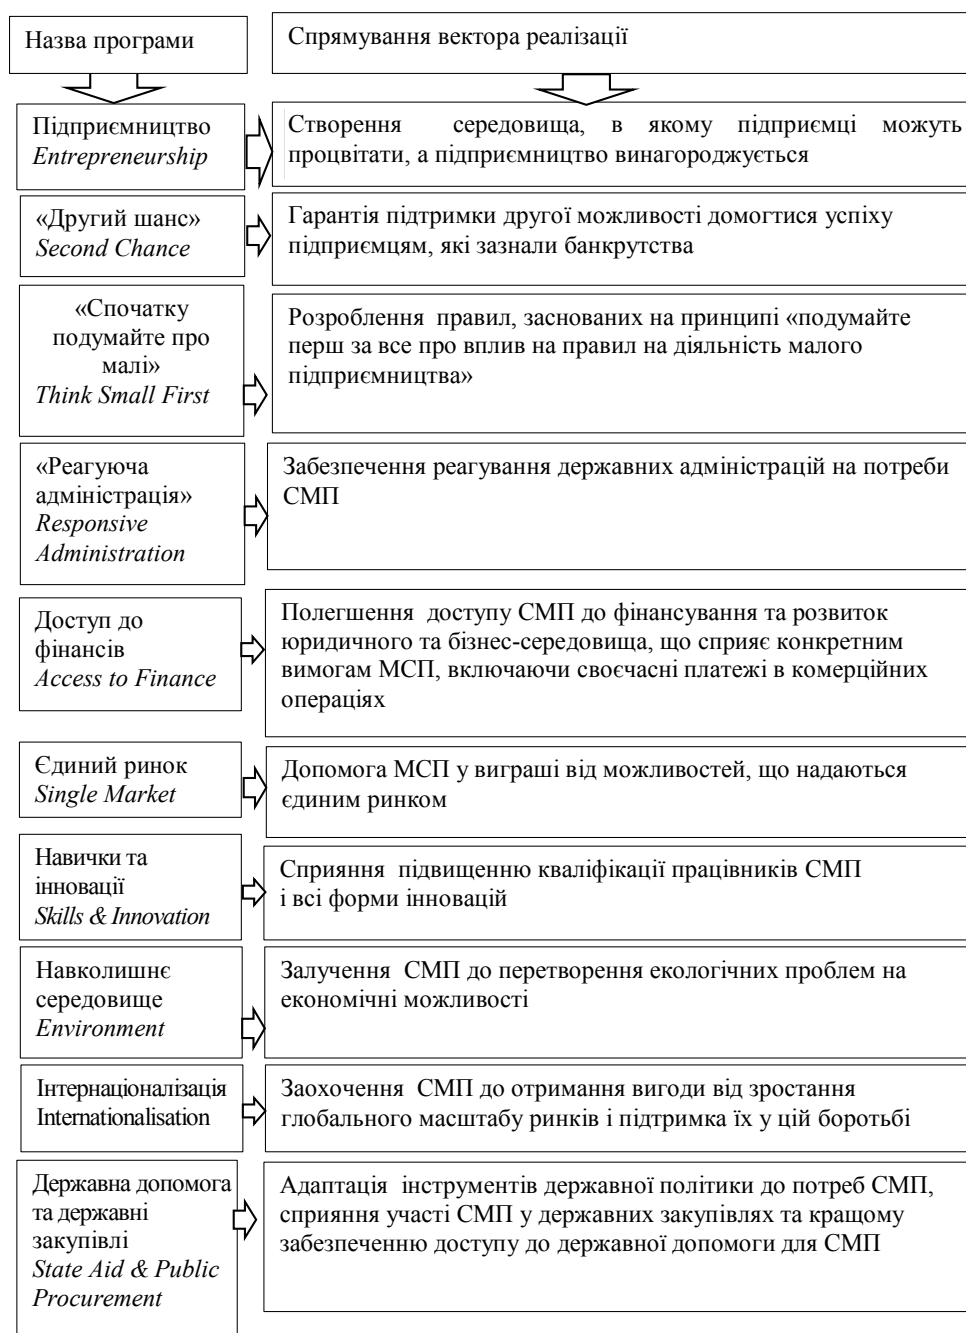 Назва програми
Спрямування вектора реалізації
Підприємництво
Entrepreneurship
Створення середовища, в якому підприємці можуть
процвітати, а підприємництво винагороджується
«Другий шанс»
Second Chance
Гарантія підтримки другої можливості домогтися успіху
підприємцям, які зазнали банкрутства
«Спочатку
подумайте про
малі»
Think Small First
Розроблення правил, заснованих на принципі «подумайте
перш за все про вплив на правил на діяльність малого
підприємництва»
«Реагуюча
адміністрація»
Responsive
Administration
Забезпечення реагування державних адміністрацій на потреби
СМП
Доступ до
фінансів
Access to Finance
Полегшення доступу СМП до фінансування та розвиток
юридичного та бізнес-середовища, що сприяє конкретним
вимогам МСП, включаючи своєчасні платежі в комерційних
операціях
Єдиний ринок
Single Market
Допомога МСП у виграші від можливостей, що надаються
єдиним ринком
Навички та
інновації
Skills & Innovation
Сприяння підвищенню кваліфікації працівників СМП
і всі форми інновацій
Навколишнє
середовище
Environment
Залучення СМП до перетворення екологічних проблем на
економічні можливості
Інтернаціоналізація
Internationalisation
Заохочення СМП до отримання вигоди від зростання
глобального масштабу ринків і підтримка їх у цій боротьбі
Державна допомога
та державні
закупівлі
State Aid & Public
Procurement
Адаптація інструментів державної політики до потреб СМП,
сприяння участі СМП у державних закупівлях та кращому
забезпеченню доступу до державної допомоги для СМП